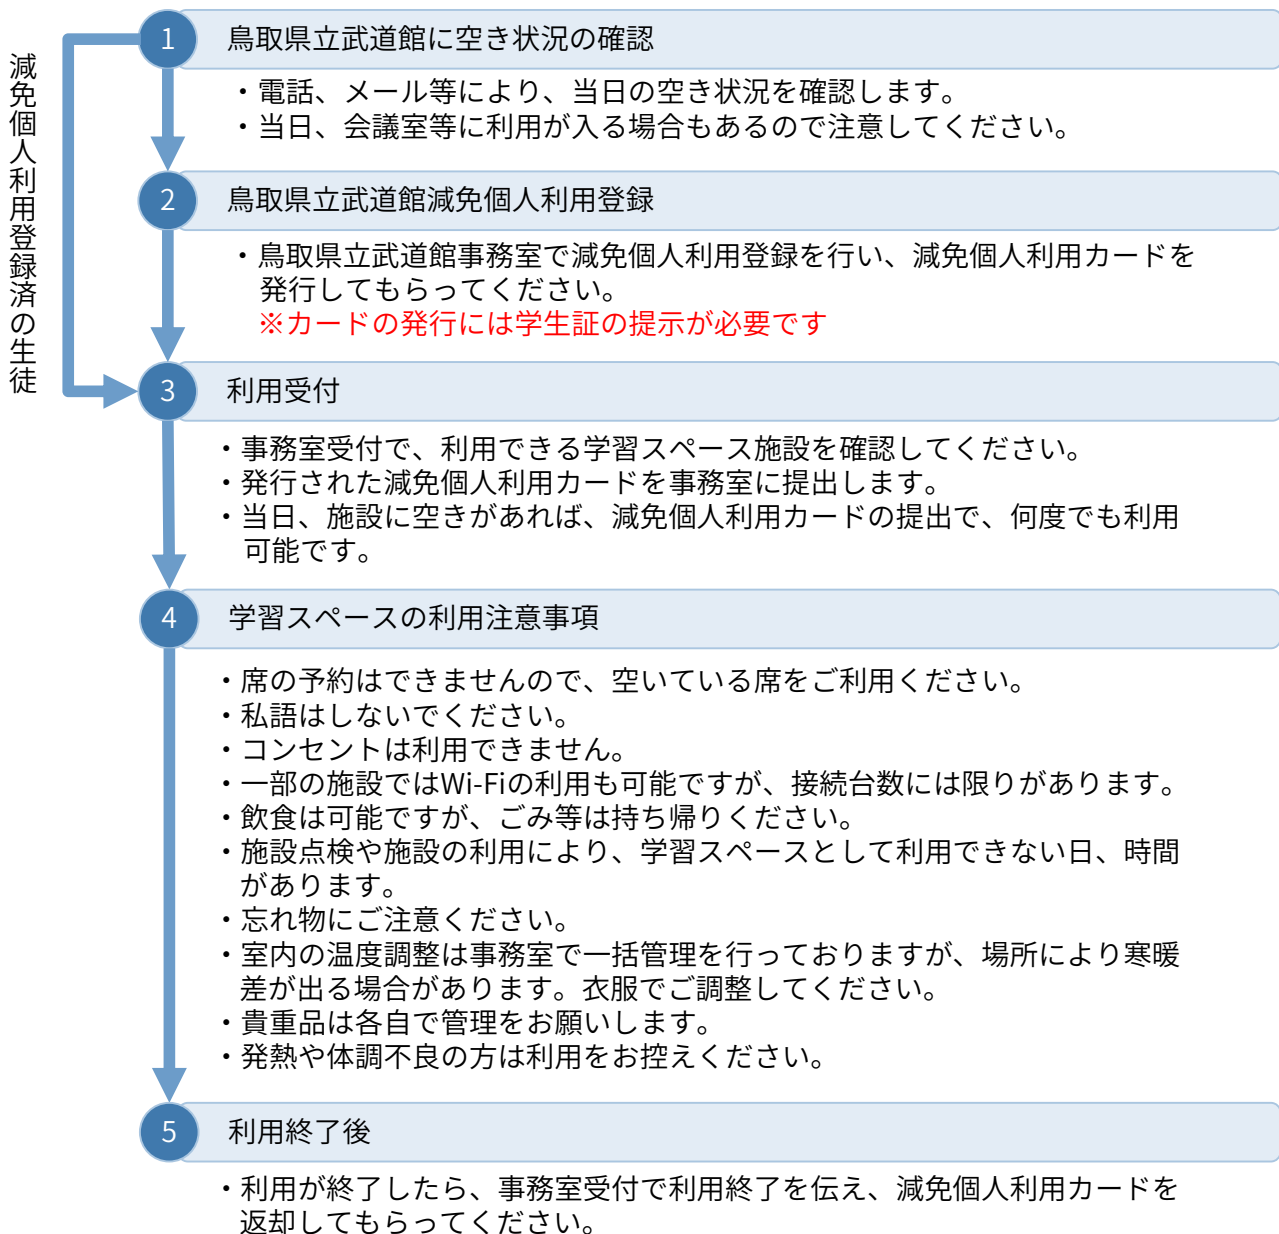 減免個人利用登録済の生徒
1 鳥取県立武道館に空き状況の確認
・電話、メール等により、当日の空き状況を確認します。
・当日、会議室等に利用が入る場合もあるので注意してください。
2 鳥取県立武道館減免個人利用登録
・鳥取県立武道館事務室で減免個人利用登録を行い、減免個人利用カードを
発行してもらってください。
※カードの発行には学生証の提示が必要です
3 利用受付
・事務室受付で、利用できる学習スペース施設を確認してください。
・発行された減免個人利用カードを事務室に提出します。
・当日、施設に空きがあれば、減免個人利用カードの提出で、何度でも利用
可能です。
4 学習スペースの利用注意事項
・席の予約はできませんので、空いている席をご利用ください。
・私語はしないでください。
・コンセントは利用できません。
・一部の施設ではWi-Fiの利用も可能ですが、接続台数には限りがあります。
・飲食は可能ですが、ごみ等は持ち帰りください。
・施設点検や施設の利用により、学習スペースとして利用できない日、時間
があります。
・忘れ物にご注意ください。
・室内の温度調整は事務室で一括管理を行っておりますが、場所により寒暖
差が出る場合があります。衣服でご調整してください。
・貴重品は各自で管理をお願いします。
・発熱や体調不良の方は利用をお控えください。
5 利用終了後
・利用が終了したら、事務室受付で利用終了を伝え、減免個人利用カードを
返却してもらってください。